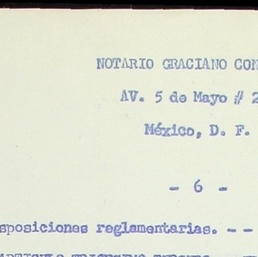 NOTARIO GRACIANO CON
AV. 5 de Mayo # 2
México, D. F.
- 6 -
sposiciones reglamentarias. - -